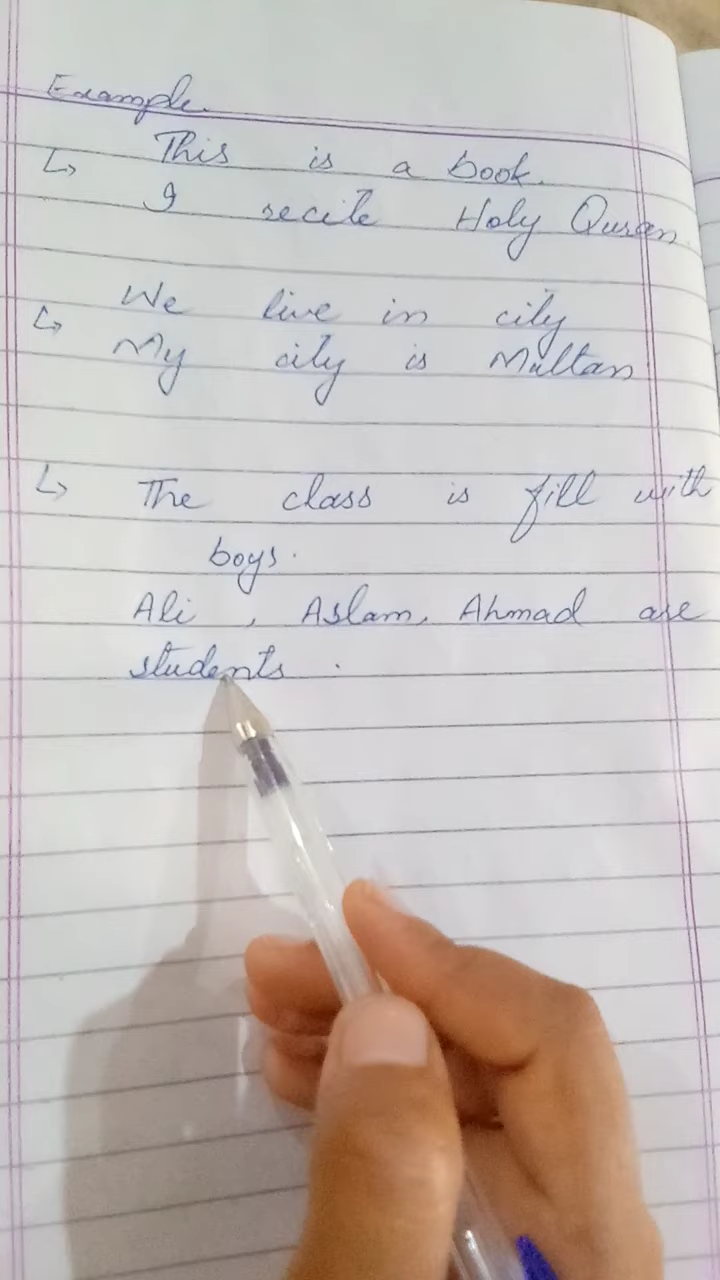 Example.
This is a book.
I recite Holy Quran.
We live in city
My city is Multan
The class is fill with
boys.
Ali , Aslam, Ahmad are
students .